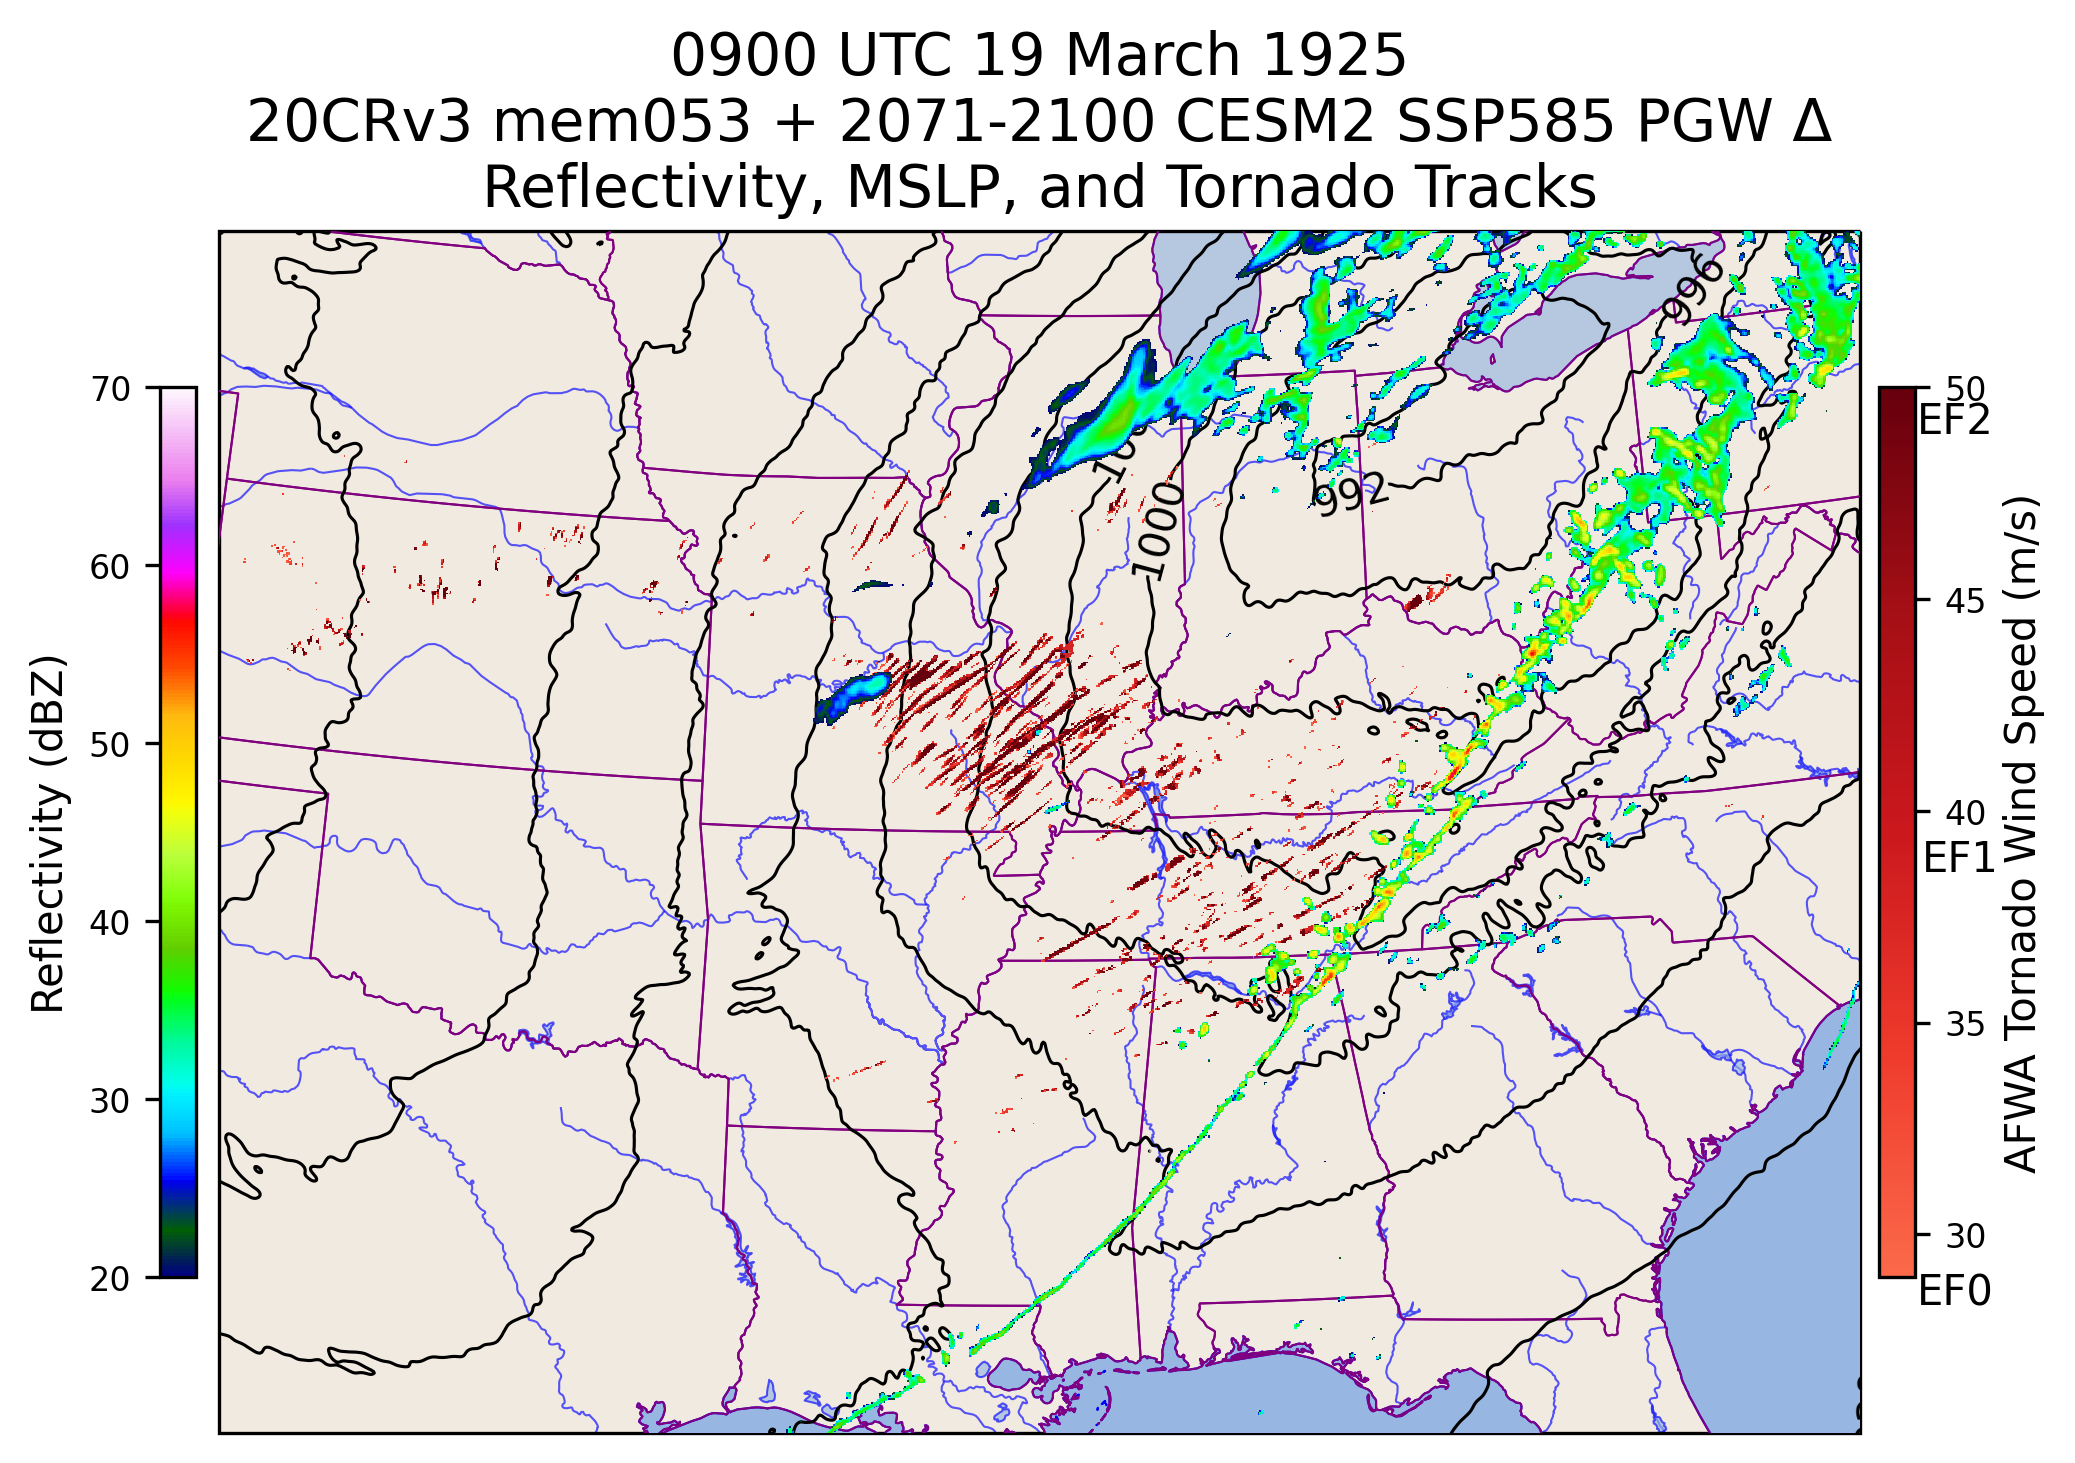 0900 UTC 19 March 1925
20CRv3 mem053 + 2071-2100 CESM2 SSP585 PGW Δ
Reflectivity, MSLP, and Tornado Tracks
70
60
50
40
30
20
Reflectivity (dBZ)
996
992
1000
50
EF2
45
40
EF1
35
30
EF0
AFWA Tornado Wind Speed (m/s)